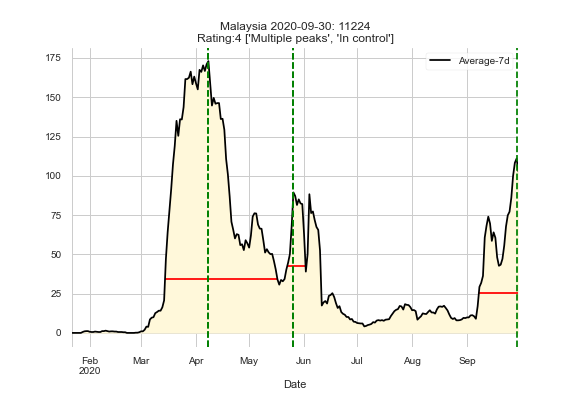 Malaysia 2020-09-30: 11224
Rating:4 ['Multiple peaks', 'In control']
Average-7d
175
150
125
100
75
50
25
0
Feb Mar Apr May Jun Jul Aug Sep
2020
Date